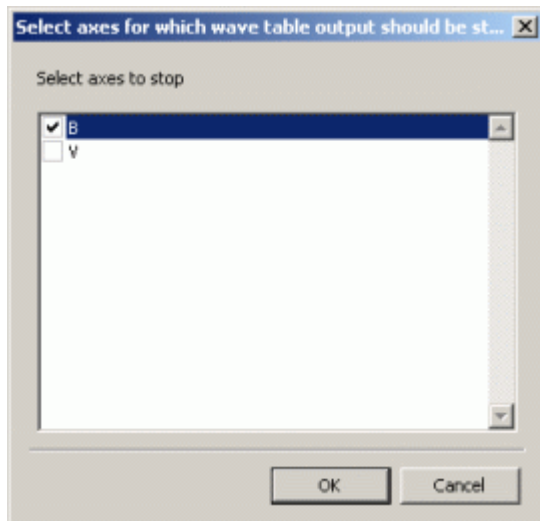 Select axes for which wave table output should be st...
Select axes to stop
B
V
OK
Cancel